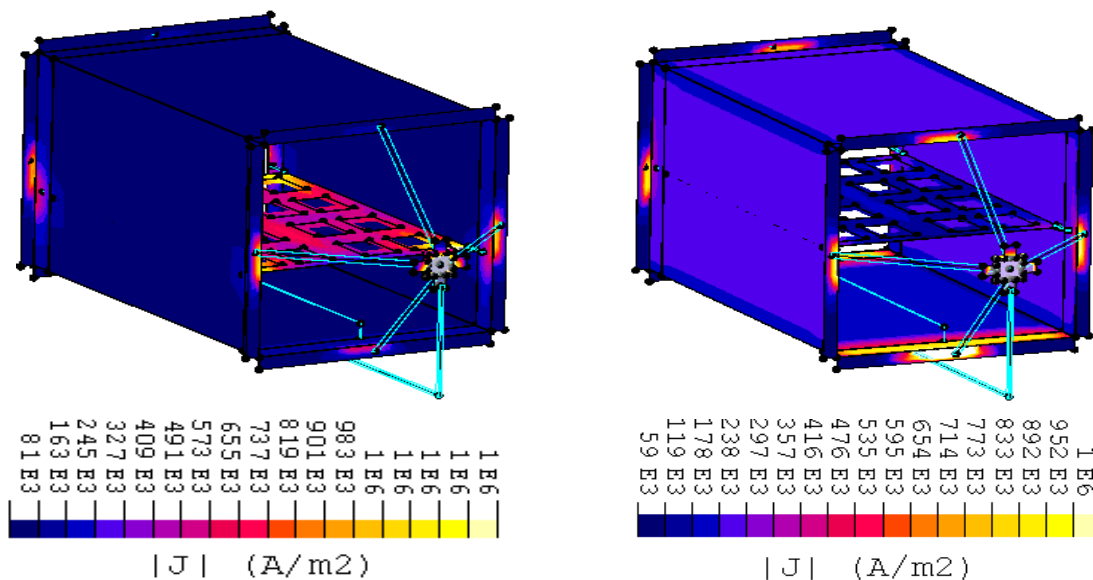 81 E3
163 E3
245 E3
327 E3
409 E3
491 E3
573 E3
655 E3
737 E3
819 E3
901 E3
983 E3
1 E6
1 E6
1 E6
1 E6
1 E6
|J| (A/m2)
59 E3
119 E3
178 E3
238 E3
297 E3
357 E3
416 E3
476 E3
535 E3
595 E3
654 E3
714 E3
773 E3
833 E3
892 E3
952 E3
1 E6
|J| (A/m2)